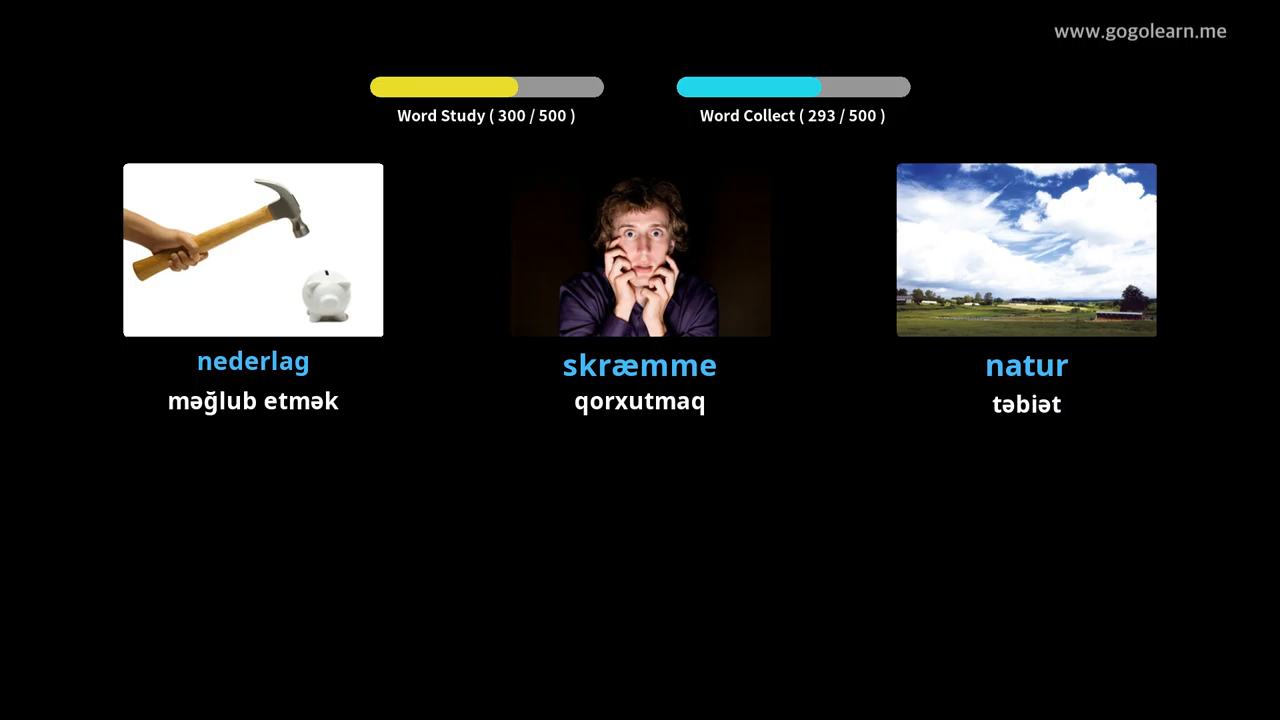 www.gogolearn.me
Word Study ( 300 / 500 )
Word Collect ( 293 / 500 )
nederlag
məğlub etmək
skræmme
qorxutmaq
natur
təbiət